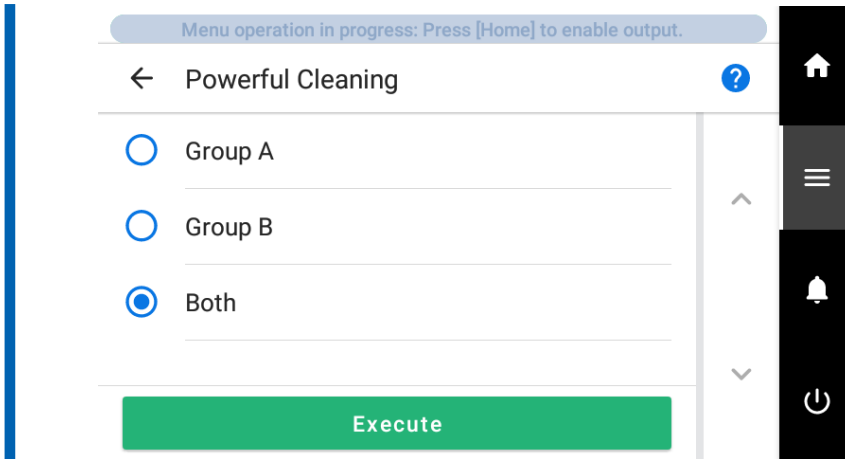 Menu operation in progress: Press [Home] to enable output.
Powerful Cleaning
?
Group A
Group B
Both
Execute